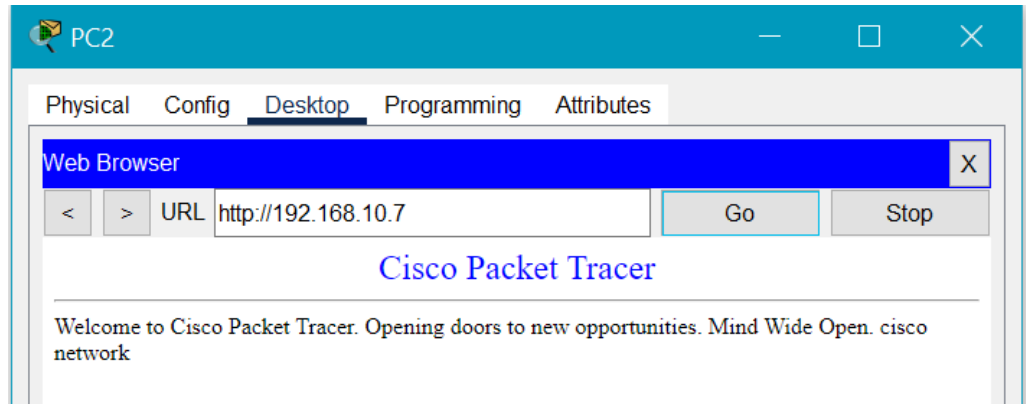 PC2
Physical Config Desktop Programming Attributes
Web Browser X
< > URL http://192.168.10.7 Go Stop
Cisco Packet Tracer
Welcome to Cisco Packet Tracer. Opening doors to new opportunities. Mind Wide Open. cisco
network